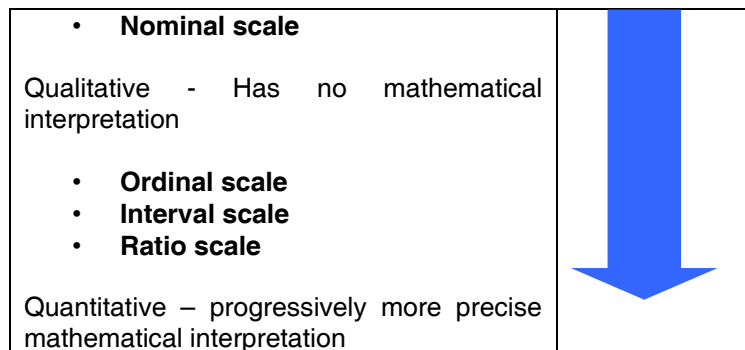 • Nominal scale
Qualitative - Has no mathematical
interpretation
• Ordinal scale
• Interval scale
• Ratio scale
Quantitative – progressively more precise
mathematical interpretation